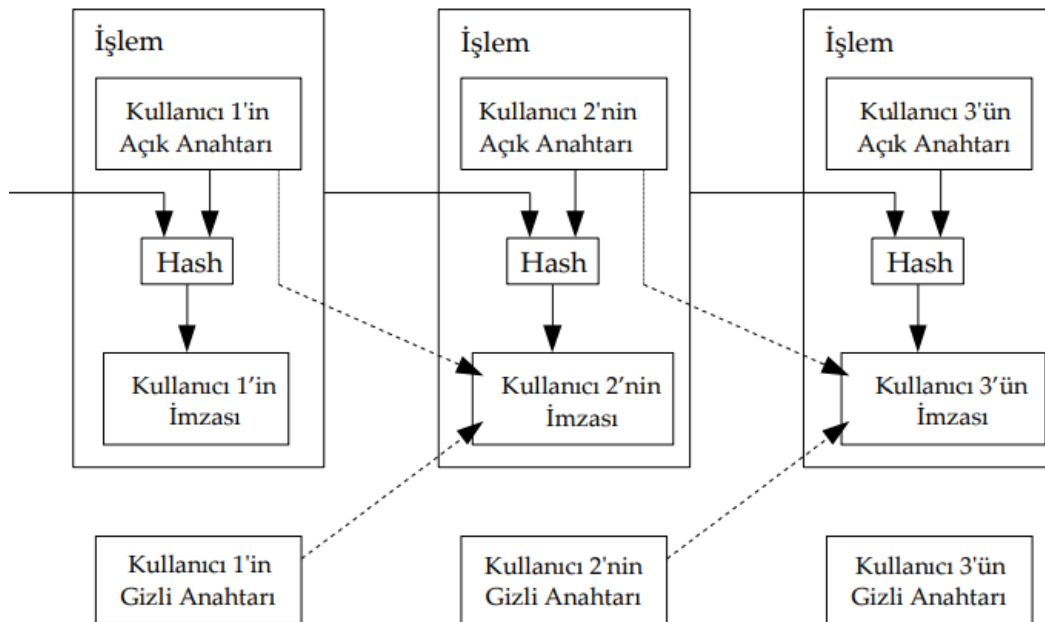 İşlem
Kullanıcı 1'in
Açık Anahtarı
Hash
Kullanıcı 1’in
İmzası
Kullanıcı 1'in
Gizli Anahtarı
İşlem
Kullanıcı 2'nin
Açık Anahtarı
Hash
Kullanıcı 2’nin
İmzası
Kullanıcı 2'nin
Gizli Anahtarı
İşlem
Kullanıcı 3'ün
Açık Anahtarı
Hash
Kullanıcı 3’ün
İmzası
Kullanıcı 3'ün
Gizli Anahtarı